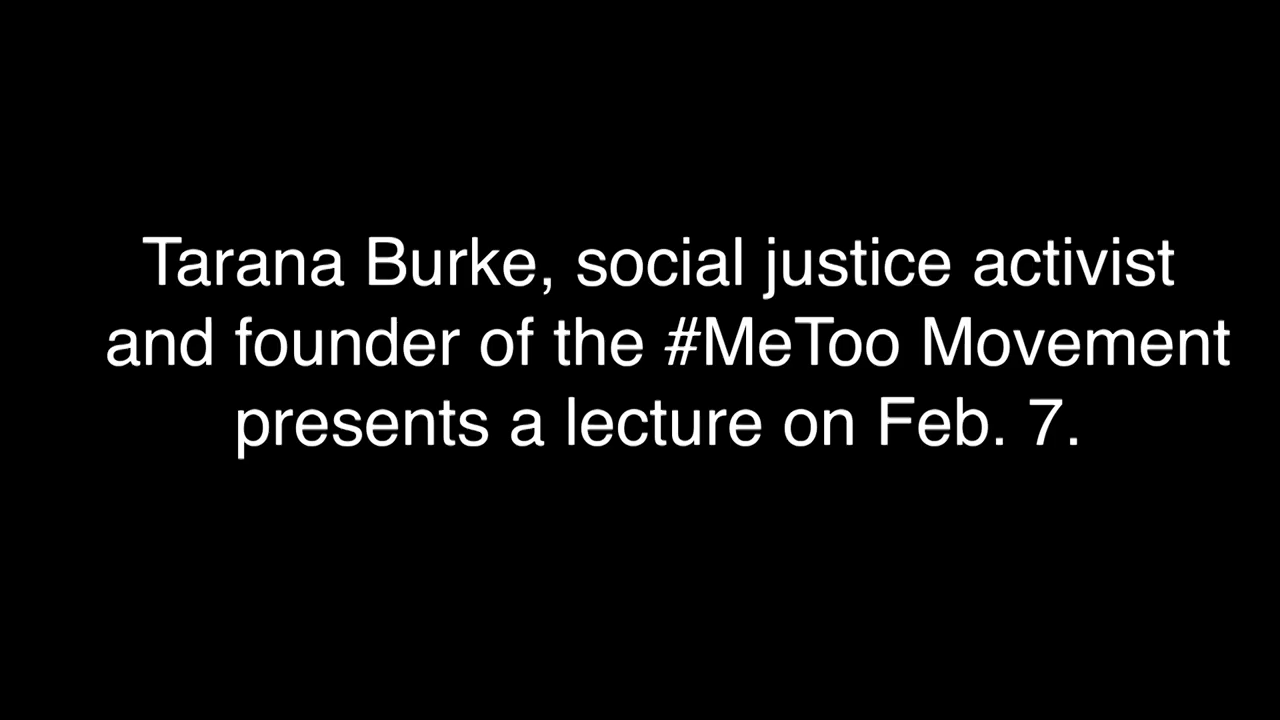 Tarana Burke, social justice activist
and founder of the #MeToo Movement
presents a lecture on Feb. 7.